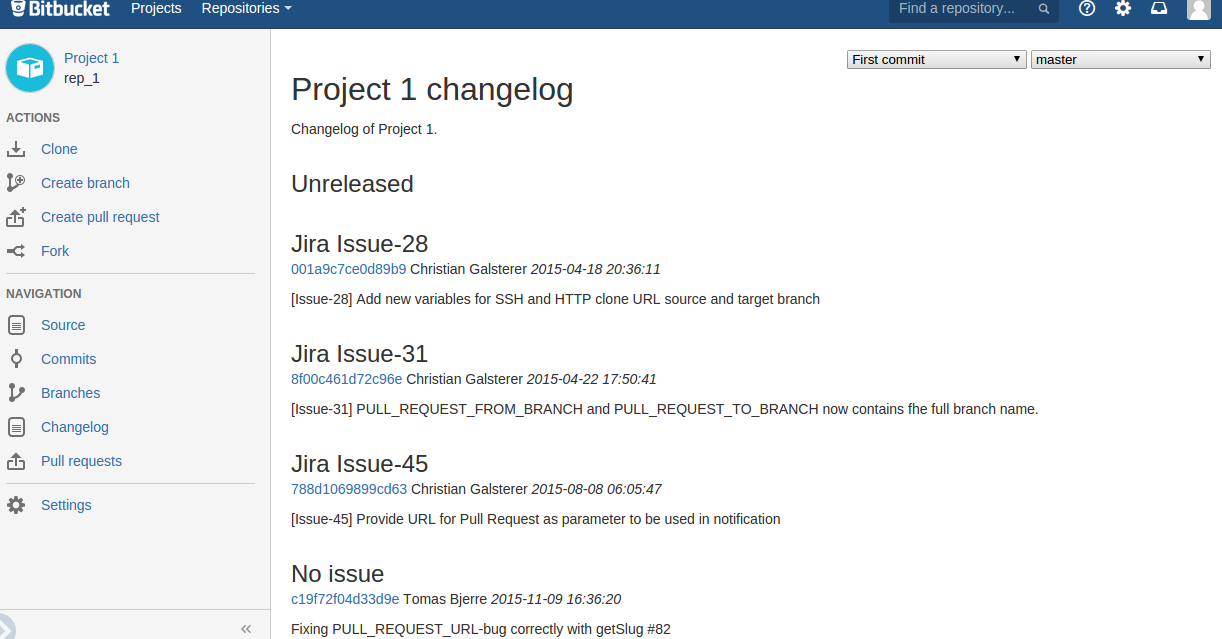 Bitbucket Projects Repositories Find a repository...
Project 1
rep_1
ACTIONS
Clone
Create branch
Create pull request
Fork
NAVIGATION
Source
Commits
Branches
Changelog
Pull requests
Settings
First commit master
Project 1 changelog
Changelog of Project 1.
Unreleased
Jira Issue-28
001a9c7ce0d89b9 Christian Galsterer 2015-04-18 20:36:11
[Issue-28] Add new variables for SSH and HTTP clone URL source and target branch
Jira Issue-31
8f00c461d72c96e Christian Galsterer 2015-04-22 17:50:41
[Issue-31] PULL_REQUEST_FROM_BRANCH and PULL_REQUEST_TO_BRANCH now contains fhe full branch name.
Jira Issue-45
788d1069899cd63 Christian Galsterer 2015-08-08 06:05:47
[Issue-45] Provide URL for Pull Request as parameter to be used in notification
No issue
c19f72f04d33d9e Tomas Bjerre 2015-11-09 16:36:20
Fixing PULL_REQUEST_URL-bug correctly with getSlug #82